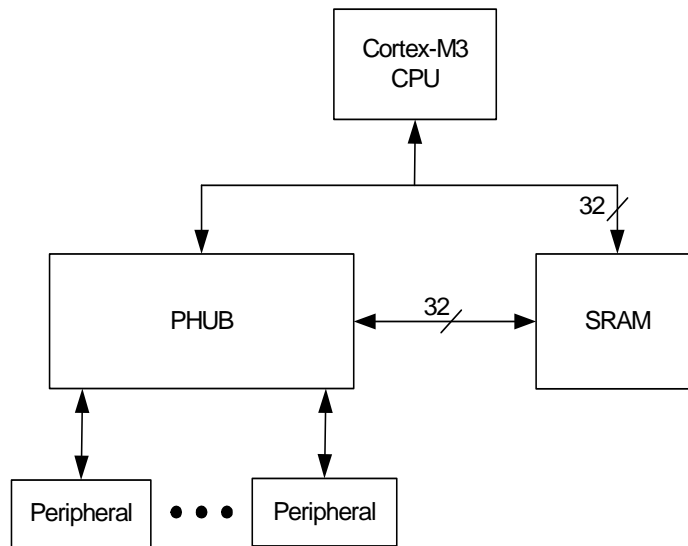 Cortex-M3
CPU
32
PHUB
32
SRAM
Peripheral
Peripheral